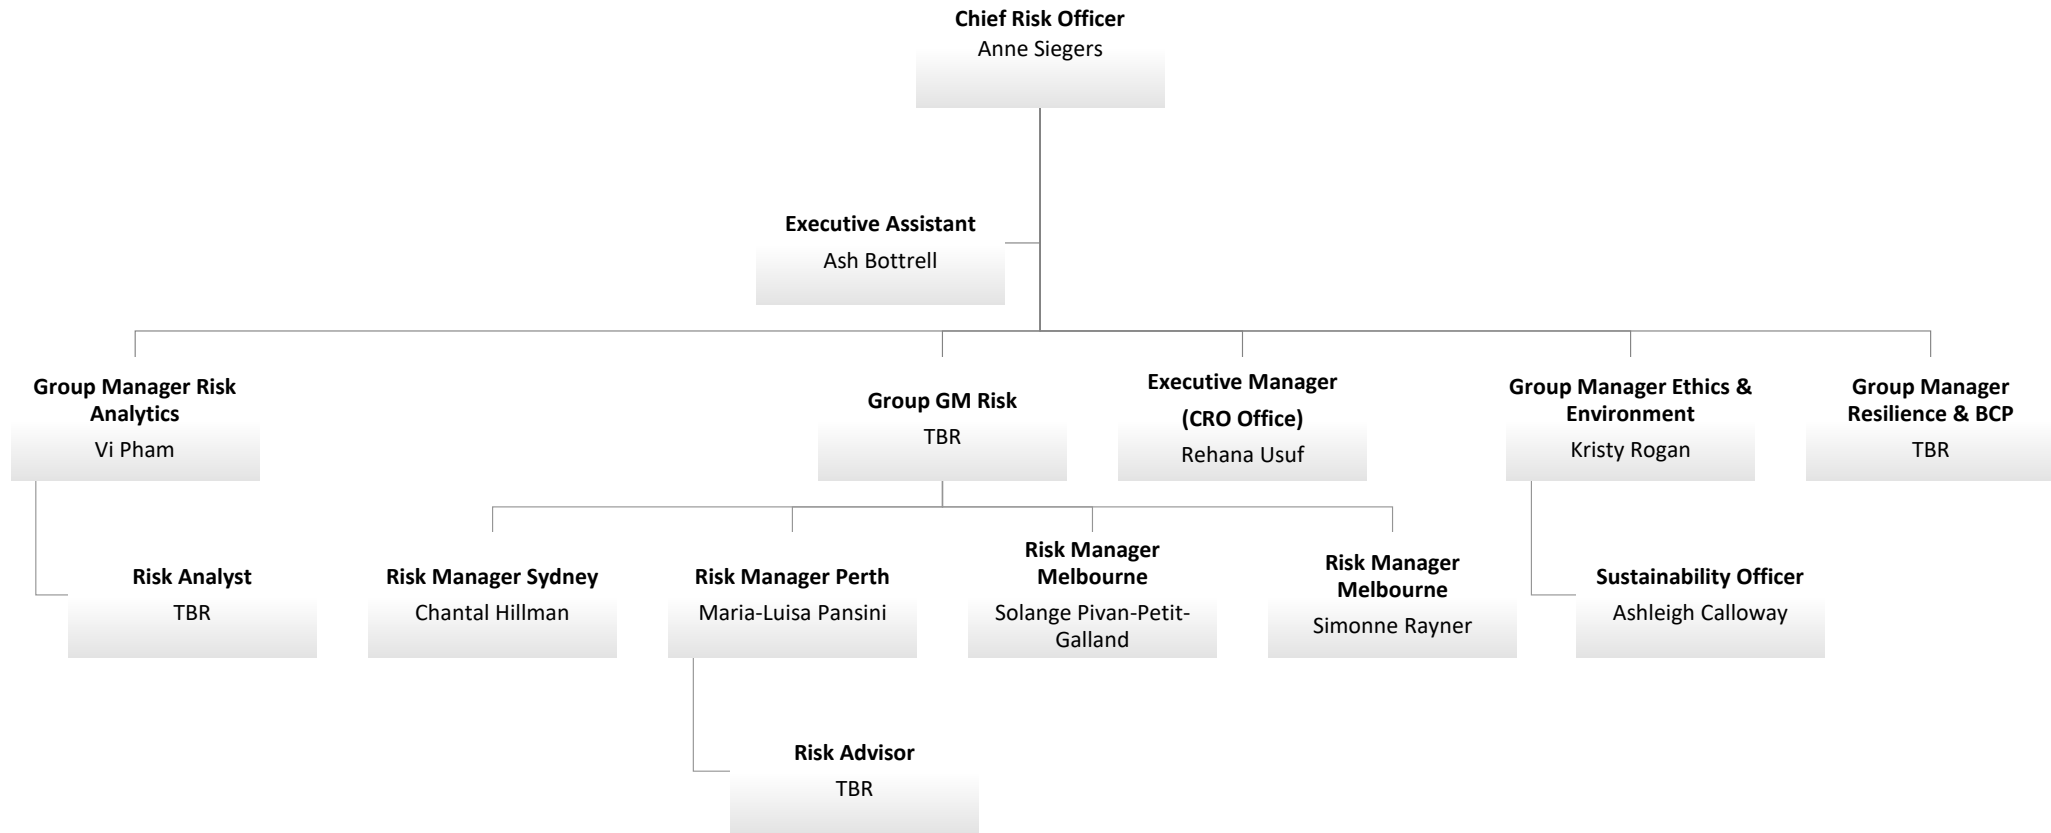 Chief Risk Officer
Anne Siegers
Executive Assistant
Ash Bottrell
Group Manager Risk
Analytics
Vi Pham
Group GM Risk
TBR
Executive Manager
(CRO Office)
Rehana Usuf
Group Manager Ethics &
Environment
Kristy Rogan
Group Manager
Resilience & BCP
TBR
Risk Analyst
TBR
Risk Manager Sydney
Chantal Hillman
Risk Manager Perth
Maria-Luisa Pansini
Risk Manager
Melbourne
Solange Pivan-Petit-
Galland
Risk Manager
Melbourne
Simonne Rayner
Sustainability Officer
Ashleigh Calloway
Risk Advisor
TBR